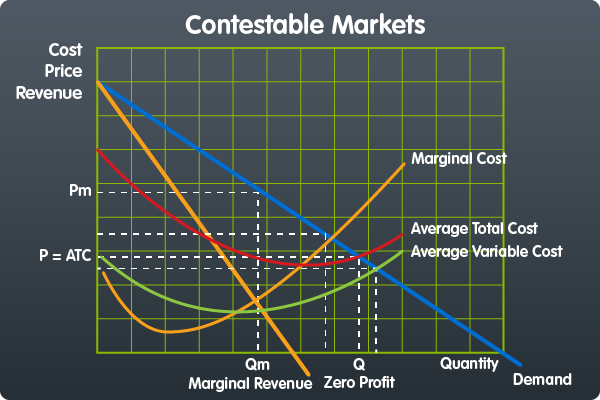 Contestable Markets
Cost
Price
Revenue
Marginal Cost
Pm
Average Total Cost
Average Variable Cost
P = ATC
Qm
Q
Quantity
Marginal Revenue
Zero Profit
Demand